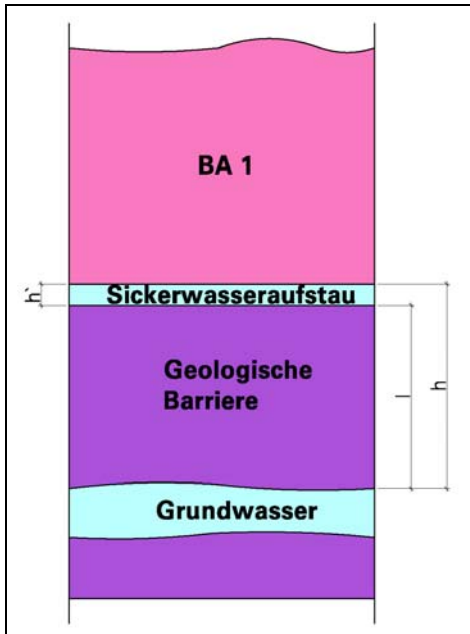 BA 1
h`
Sickerwasseraufstau
Geologische
Barriere
l
h
Grundwasser